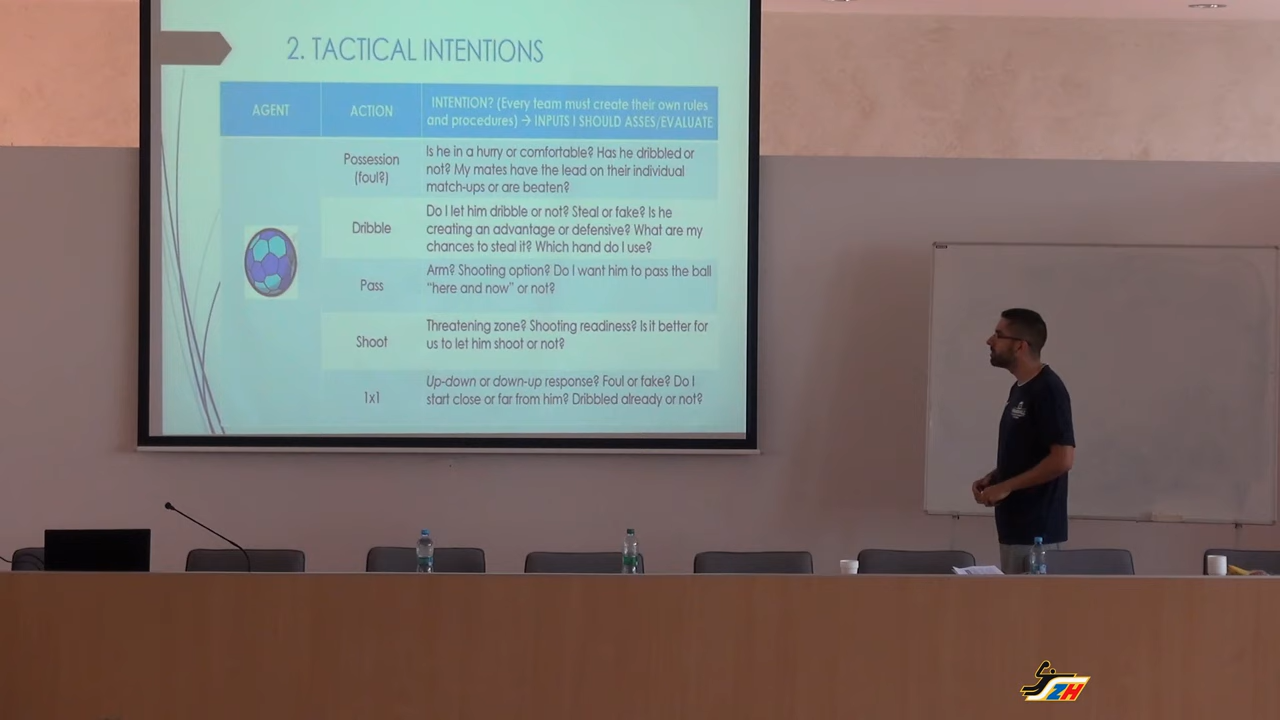 2. TACTICAL INTENTIONS
AGENT
ACTION
INTENTION? (Every team must create their own rules
and procedures) → INPUTS I SHOULD ASSES/EVALUATE
Possession
(foul?)
Is he in a hurry or comfortable? Has he dribbled or
not? My mates have the lead on their individual
match-ups or are beaten?
Dribble
Do I let him dribble or not? Steal or fake? Is he
creating an advantage or defensive? What are my
chances to steal it? Which hand do I use?
Pass
Arm? Shooting option? Do I want him to pass the ball
“here and now” or not?
Shoot
Threatening zone? Shooting readiness? Is it better for
us to let him shoot or not?
1x1
Up-down or down-up response? Foul or fake? Do I
start close or far from him? Dribbled already or not?
ZH